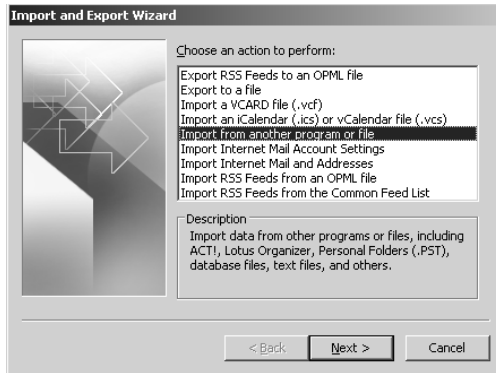 Import and Export Wizard
Choose an action to perform:
Export RSS Feeds to an OPML file
Export to a file
Import a VCARD file (.vcf)
Import an iCalendar (.ics) or vCalendar file (.vcs)
Import from another program or file
Import Internet Mail Account Settings
Import Internet Mail and Addresses
Import RSS Feeds from an OPML file
Import RSS Feeds from the Common Feed List
Description
Import data from other programs or files, including
ACT!, Lotus Organizer, Personal Folders (.PST),
database files, text files, and others.
< Back Next > Cancel